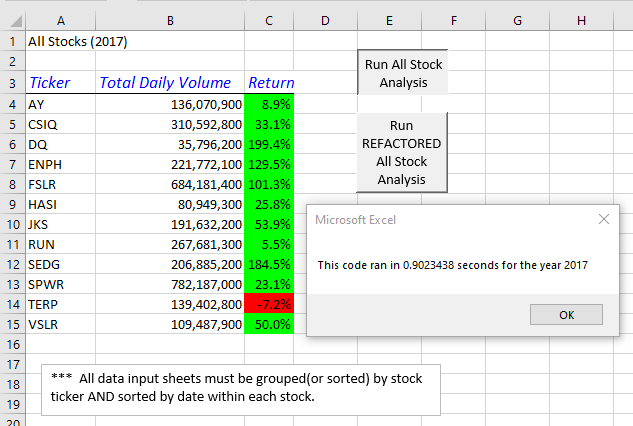 A B C D E F G H
1 All Stocks (2017)
2
3 Ticker Total Daily Volume Return
4 AY 136,070,900 8.9%
5 CSIQ 310,592,800 33.1%
6 DQ 35,796,200 199.4%
7 ENPH 221,772,100 129.5%
8 FSLR 684,181,400 101.3%
9 HASI 80,949,300 25.8%
10 JKS 191,632,200 53.9%
11 RUN 267,681,300 5.5%
12 SEDG 206,885,200 184.5%
13 SPWR 782,187,000 23.1%
14 TERP 139,402,800 -7.2%
15 VSLR 109,487,900 50.0%
16
17
18
19
20
Run All Stock
Analysis
Run
REFACTORED
All Stock
Analysis
Microsoft Excel
This code ran in 0.9023438 seconds for the year 2017
OK
*** All data input sheets must be grouped(or sorted) by stock
ticker AND sorted by date within each stock.